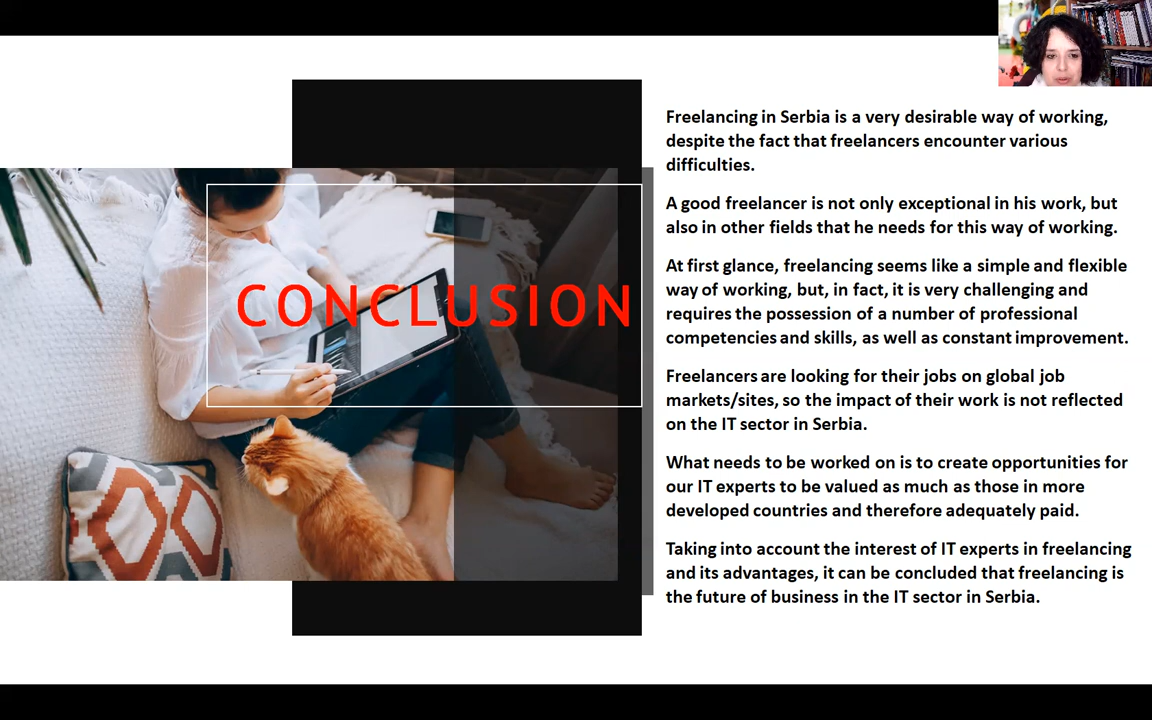 CONCLUSION
Freelancing in Serbia is a very desirable way of working,
despite the fact that freelancers encounter various
difficulties.
A good freelancer is not only exceptional in his work, but
also in other fields that he needs for this way of working.
At first glance, freelancing seems like a simple and flexible
way of working, but, in fact, it is very challenging and
requires the possession of a number of professional
competencies and skills, as well as constant improvement.
Freelancers are looking for their jobs on global job
markets/sites, so the impact of their work is not reflected
on the IT sector in Serbia.
What needs to be worked on is to create opportunities for
our IT experts to be valued as much as those in more
developed countries and therefore adequately paid.
Taking into account the interest of IT experts in freelancing
and its advantages, it can be concluded that freelancing is
the future of business in the IT sector in Serbia.